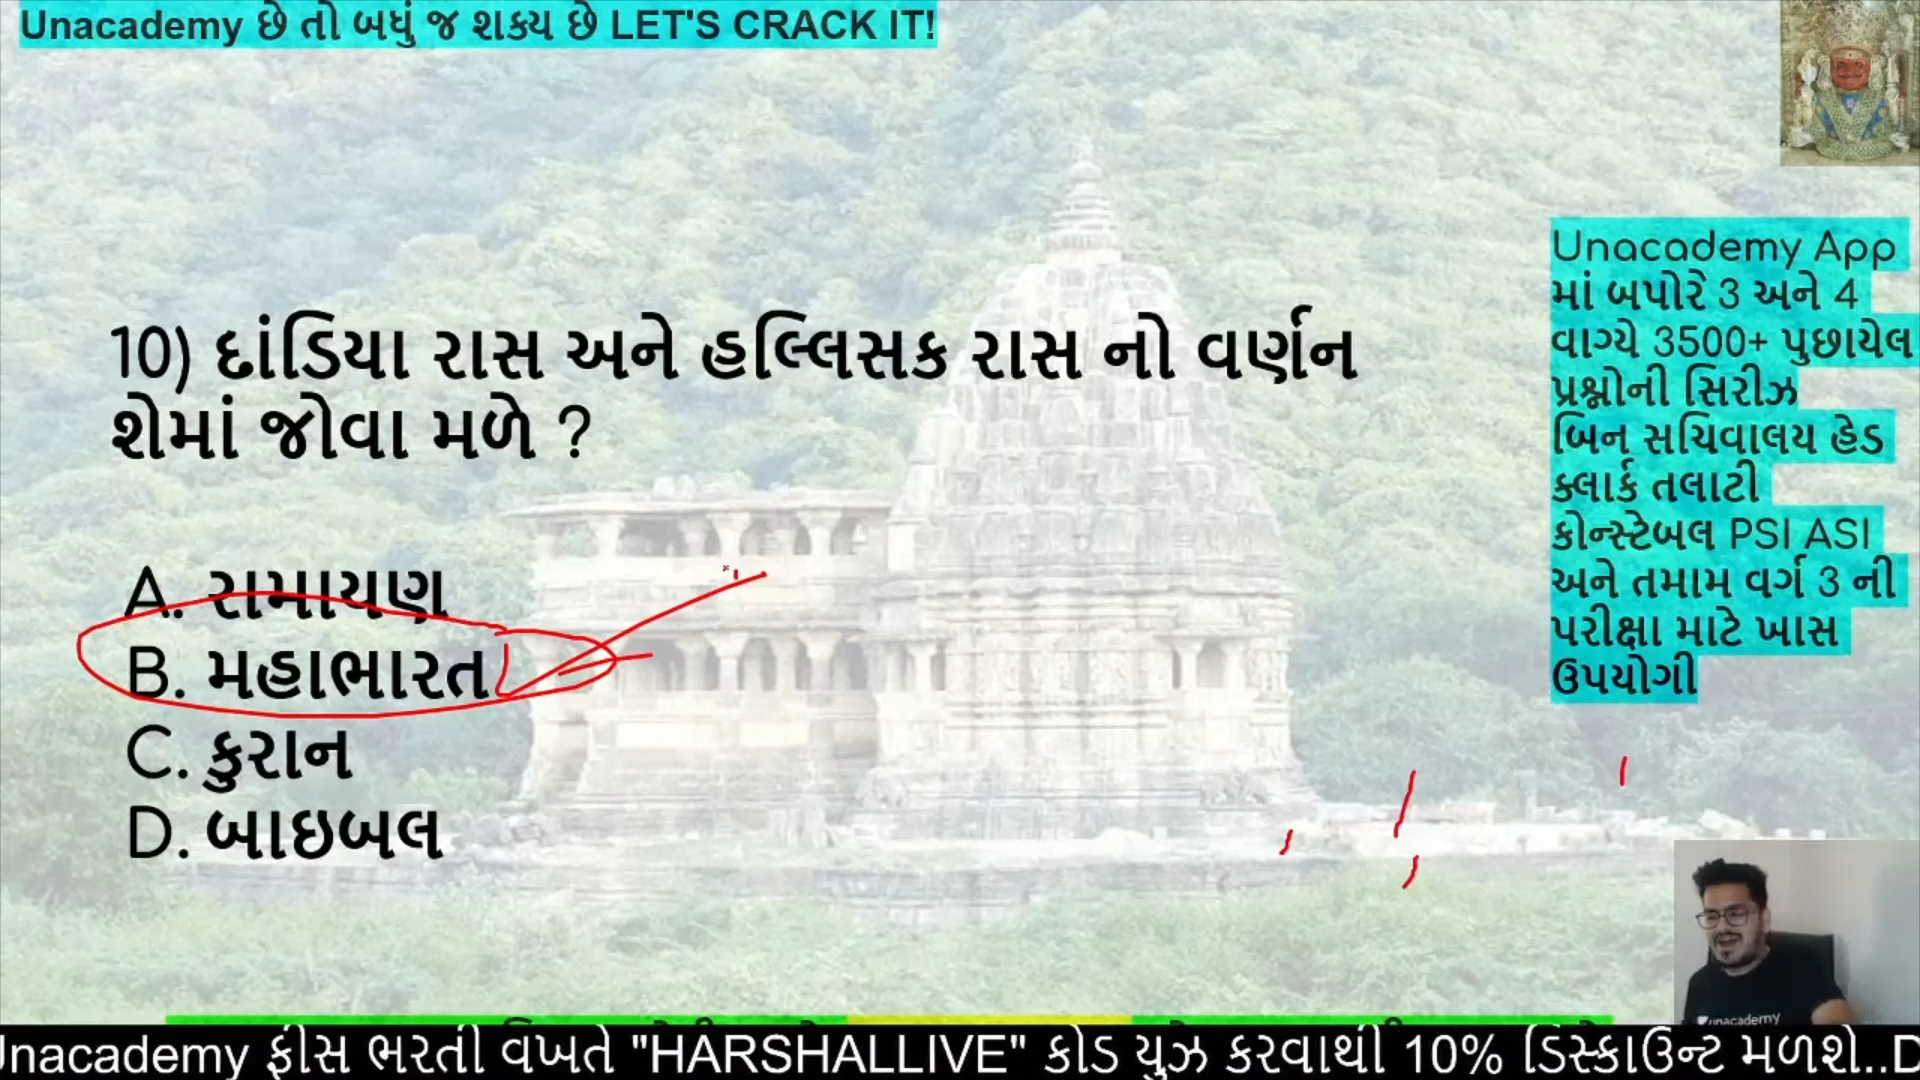 Unacademy છે તો બધું જ શક્ય છે LET'S CRACK IT!
10) દાંડિયા રાસ અને હલ્લિસક રાસ નો વર્ણન
શેમાં જોવા મળે ?
A. રામાયણ
B. મહાભારત
C. કુરાન
D. બાઇબલ
Unacademy App
માં બપોરે 3 અને 4
વાગ્યે 3500+ પુછાયેલ
પ્રશ્નોની સિરીઝ
બિન સચિવાલય હેડ
ક્લાર્ક તલાટી
કોન્સ્ટેબલ PSI ASI
અને તમામ વર્ગ 3 ની
પરીક્ષા માટે ખાસ
ઉપયોગી
unacademy
Unacademy ફીસ ભરતી વખતે "HARSHALLIVE" કોડ યુઝ કરવાથી 10% ડિસ્કાઉન્ટ મળશે..D